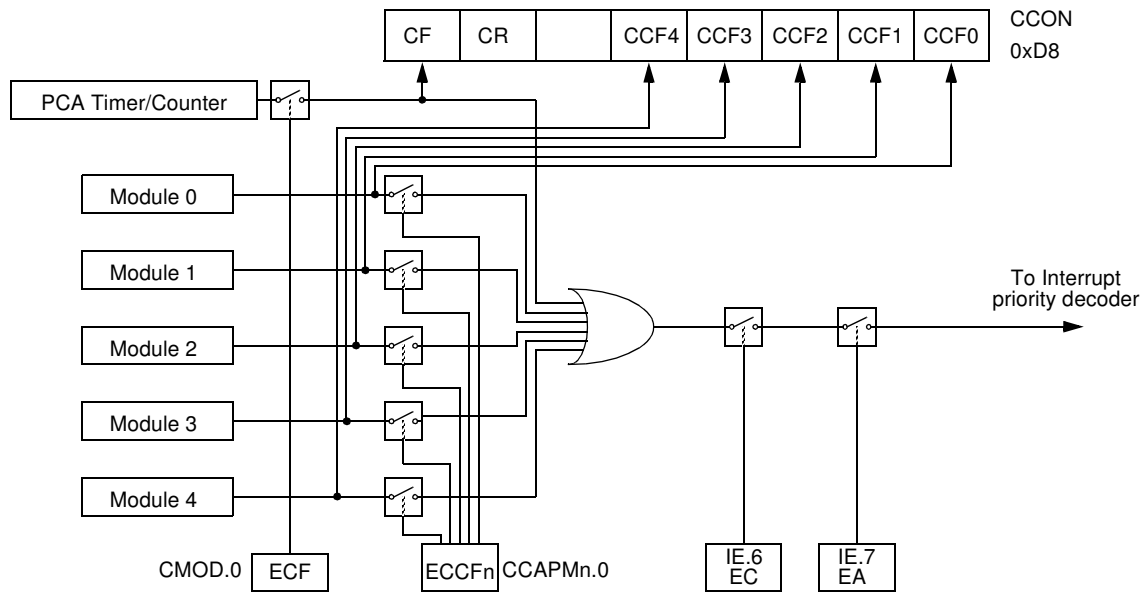 CF CR CCF4 CCF3 CCF2 CCF1 CCF0
CCON
0xD8
PCA Timer/Counter
Module 0
Module 1
Module 2
Module 3
Module 4
To Interrupt
priority decoder
CMOD.0 ECF
ECCFn CCAPMn.0
IE.6
EC
IE.7
EA